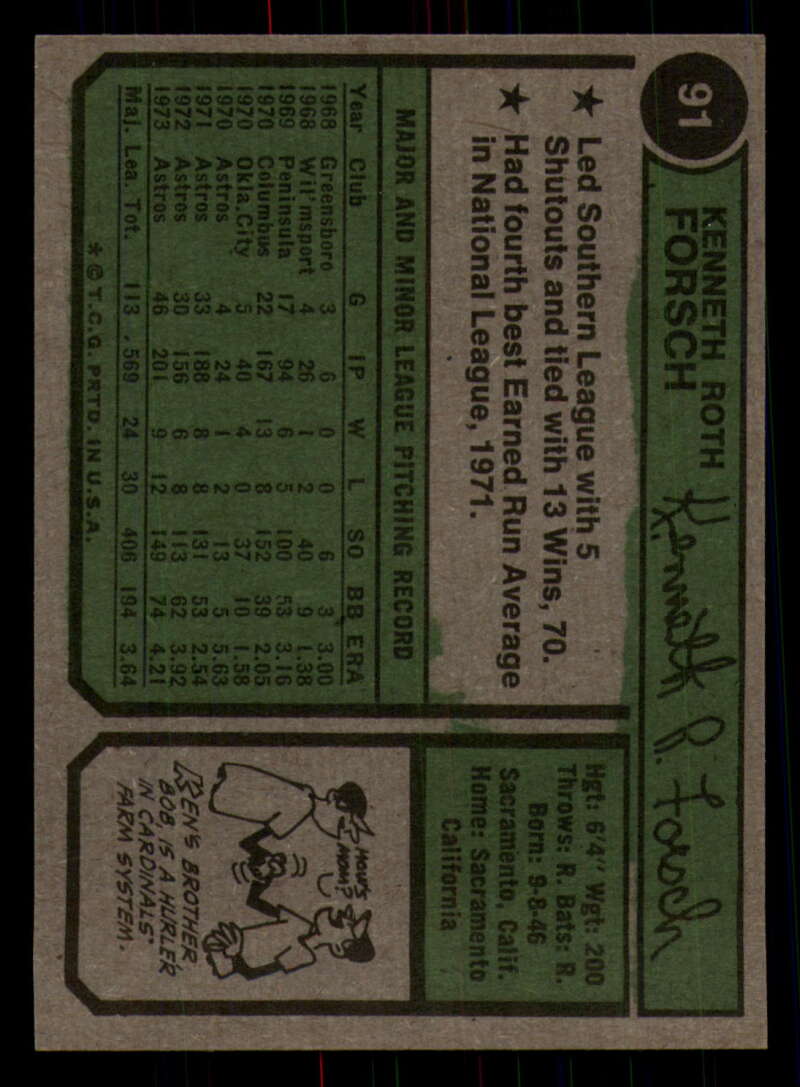 91
KENNETH ROTH
FORSCH
Kenneth R. Forsch
★ Led Southern League with 5
Shutouts and tied with 13 Wins, 70.
★ Had fourth best Earned Run Average
in National League, 1971.
MAJOR AND MINOR LEAGUE PITCHING RECORD
Year Club G IP W L SO BB ERA
1968 Greensboro 3 6 0 0 6 3 3.00
1968 Wil'msport 4 26 1 2 40 9 1.38
1969 Peninsula 17 94 6 5 100 53 3.16
1970 Columbus 22 167 13 8 152 39 2.05
1970 Okla.City 5 40 4 0 37 10 1.58
1970 Astros 4 24 1 2 13 5 5.63
1971 Astros 33 188 8 8 131 53 2.54
1972 Astros 30 156 6 8 113 62 3.92
1973 Astros 46 201 9 12 149 74 4.21
Maj. Lea. Tot. 113 569 24 30 406 194 3.64
* © T.C.G. PRTD. IN U.S.A.
Hgt: 6'4" Wgt: 200
Throws: R. Bats: R.
Born: 9-8-46
Sacramento, Calif.
Home: Sacramento
California
HOW'S
MOM?
KEN'S BROTHER,
BOB, IS A HURLER
IN CARDINALS'
FARM SYSTEM.